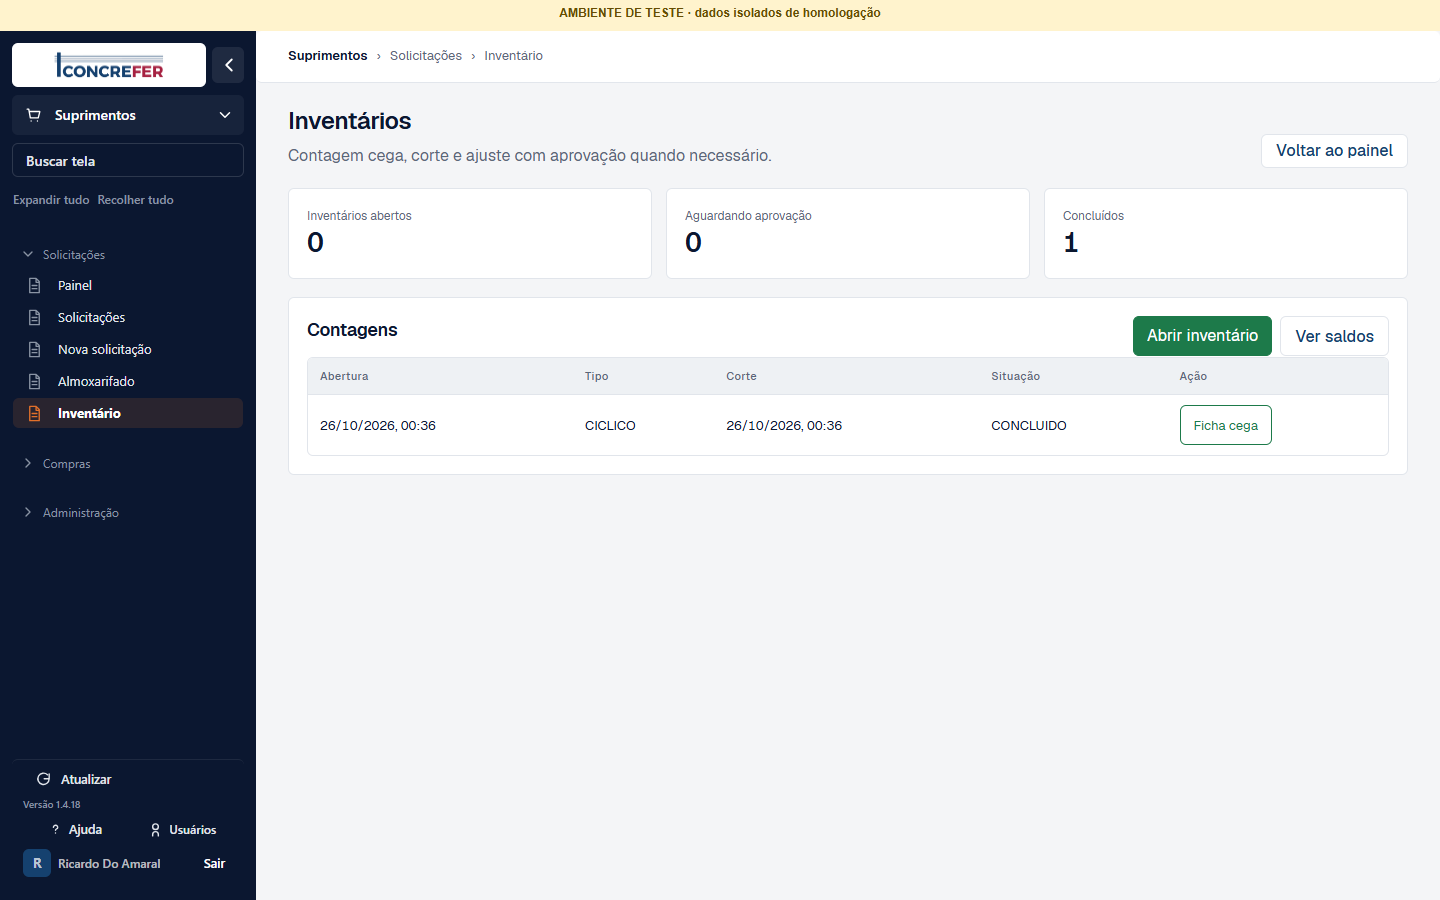 AMBIENTE DE TESTE · dados isolados de homologação
CONCREFER
Suprimentos
Buscar tela
Expandir tudo Recolher tudo
Solicitações
Painel
Solicitações
Nova solicitação
Almoxarifado
Inventário
Compras
Administração
Atualizar
Versão 1.4.18
? Ajuda Usuários
R Ricardo Do Amaral Sair
Suprimentos › Solicitações › Inventário
Inventários
Contagem cega, corte e ajuste com aprovação quando necessário.
Voltar ao painel
Inventários abertos
0
Aguardando aprovação
0
Concluídos
1
Contagens
Abrir inventário Ver saldos
Abertura Tipo Corte Situação Ação
26/10/2026, 00:36 CICLICO 26/10/2026, 00:36 CONCLUIDO Ficha cega